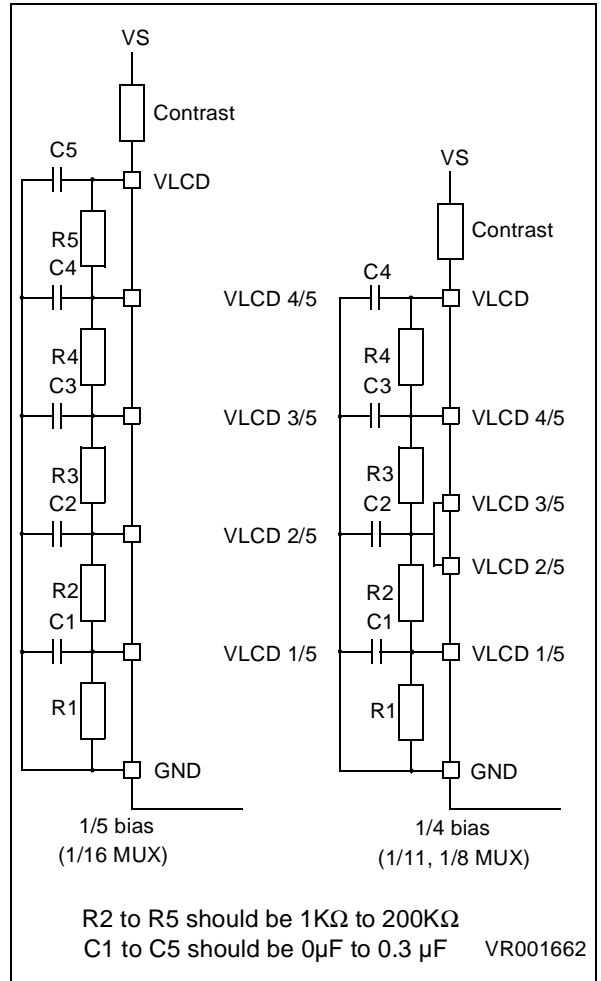 VS
Contrast
C5
VLCD
R5
C4
VLCD 4/5
R4
C3
VLCD 3/5
R3
C2
VLCD 2/5
R2
C1
VLCD 1/5
R1
GND
1/5 bias
(1/16 MUX)
VS
Contrast
C4
VLCD
R4
C3
VLCD 4/5
R3
VLCD 3/5
C2
VLCD 2/5
R2
C1
VLCD 1/5
R1
GND
1/4 bias
(1/11, 1/8 MUX)
R2 to R5 should be 1KΩ to 200KΩ
C1 to C5 should be 0µF to 0.3 µF
VR001662